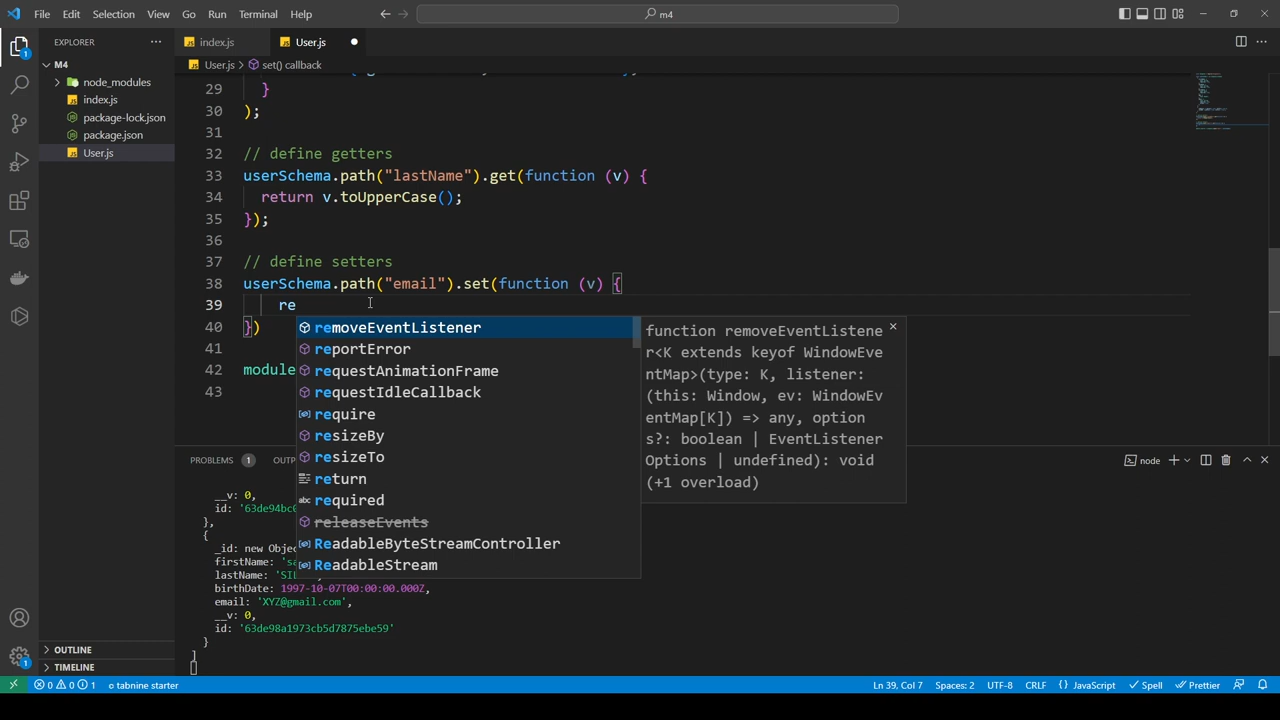 File Edit Selection View Go Run Terminal Help
m4
EXPLORER
index.js
User.js
M4
User.js > set() callback
node_modules
index.js
package-lock.json
package.json
User.js
29 }
30 );
31
32 // define getters
33 userSchema.path("lastName").get(function (v) {
34 return v.toUpperCase();
35 });
36
37 // define setters
38 userSchema.path("email").set(function (v) {
39 re
40 })
41
42 module
43
removeEventListener
reportError
requestAnimationFrame
requestIdleCallback
require
resizeBy
resizeTo
return
required
releaseEvents
ReadableByteStreamController
ReadableStream
function removeEventListene
r<K extends keyof WindowEve
ntMap>(type: K, listener:
(this: Window, ev: WindowEv
entMap[K]) => any, option
s?: boolean | EventListener
Options | undefined): void
(+1 overload)
PROBLEMS 1
node
__v: 0,
id: '63de94bc0
},
{
_id: new Objec
firstName: 'sa
birthDate: 1997-10-07T00:00:00.000Z,
email: 'XYZ@gmail.com',
__v: 0,
id: '63de98a1973cb5d7875ebe59'
}
]
OUTLINE
TIMELINE
0 0 1 tabnine starter
Ln 39, Col 7 Spaces: 2 UTF-8 CRLF {} JavaScript Spell Prettier